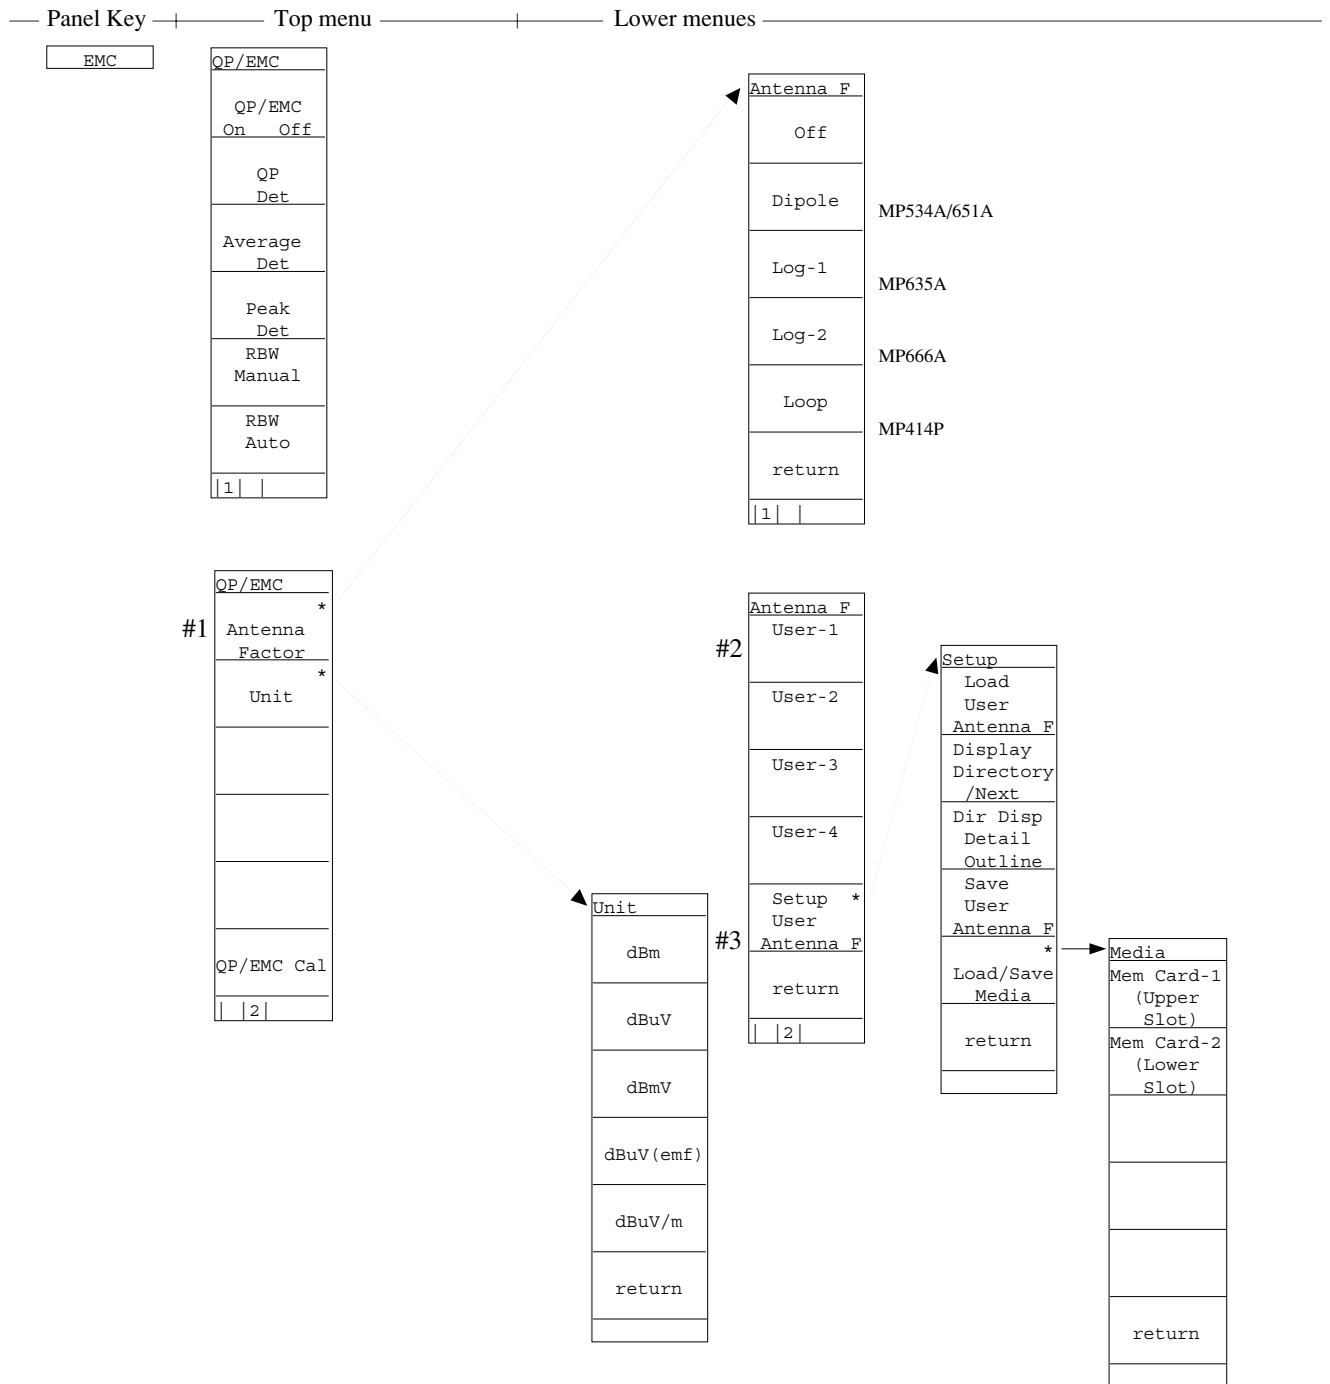 Panel Key
Top menu
Lower menues
EMC
QP/EMC
QP/EMC
On Off
QP
Det
Average
Det
Peak
Det
RBW
Manual
RBW
Auto
|1| |
Antenna F
Off
Dipole
MP534A/651A
Log-1
MP635A
Log-2
MP666A
Loop
MP414P
return
|1| |
QP/EMC
*
#1
Antenna
Factor
*
Unit
QP/EMC Cal
| |2|
Unit
dBm
dBuV
dBmV
dBuV(emf)
dBuV/m
return
Antenna F
#2
User-1
User-2
User-3
User-4
Setup *
User
#3
Antenna F
return
| |2|
Setup
Load
User
Antenna F
Display
Directory
/Next
Dir Disp
Detail
Outline
Save
User
Antenna F
*
Load/Save
Media
return
Media
Mem Card-1
(Upper
Slot)
Mem Card-2
(Lower
Slot)
return